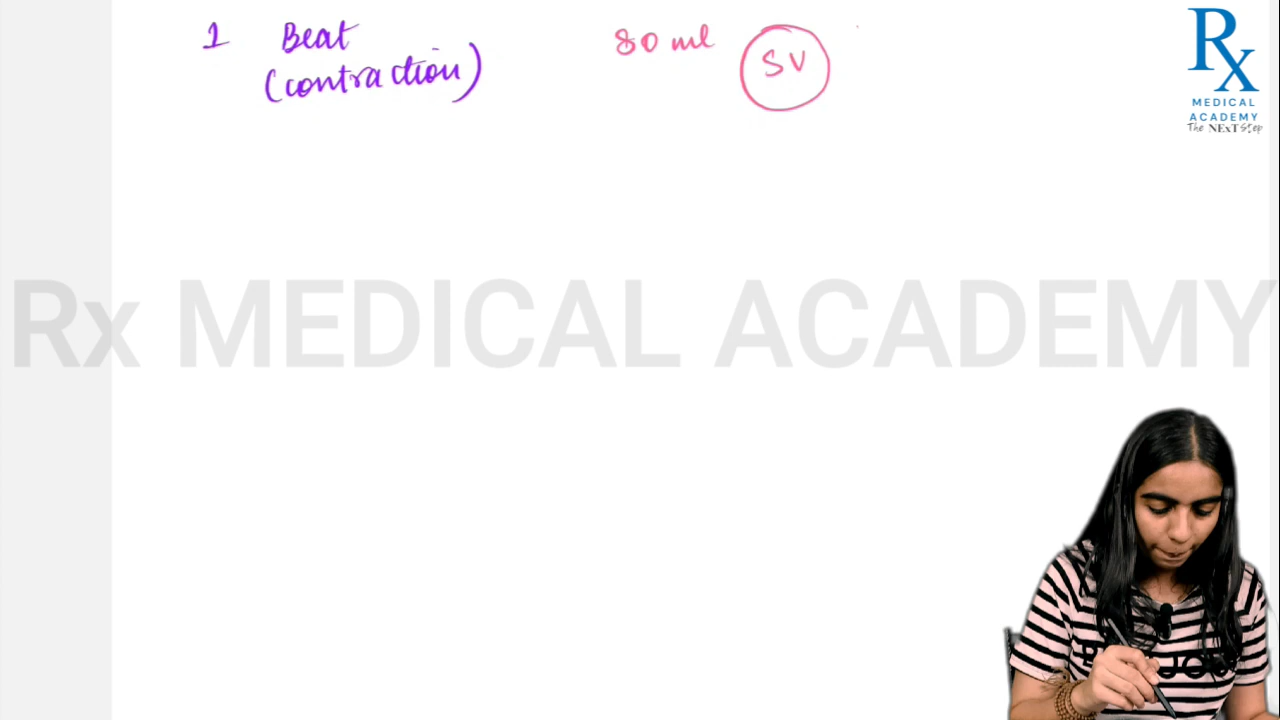 1 Beat 80 ml SV
(contraction)
Rx
MEDICAL
ACADEMY
The NExT Step
Rx MEDICAL ACADEMY